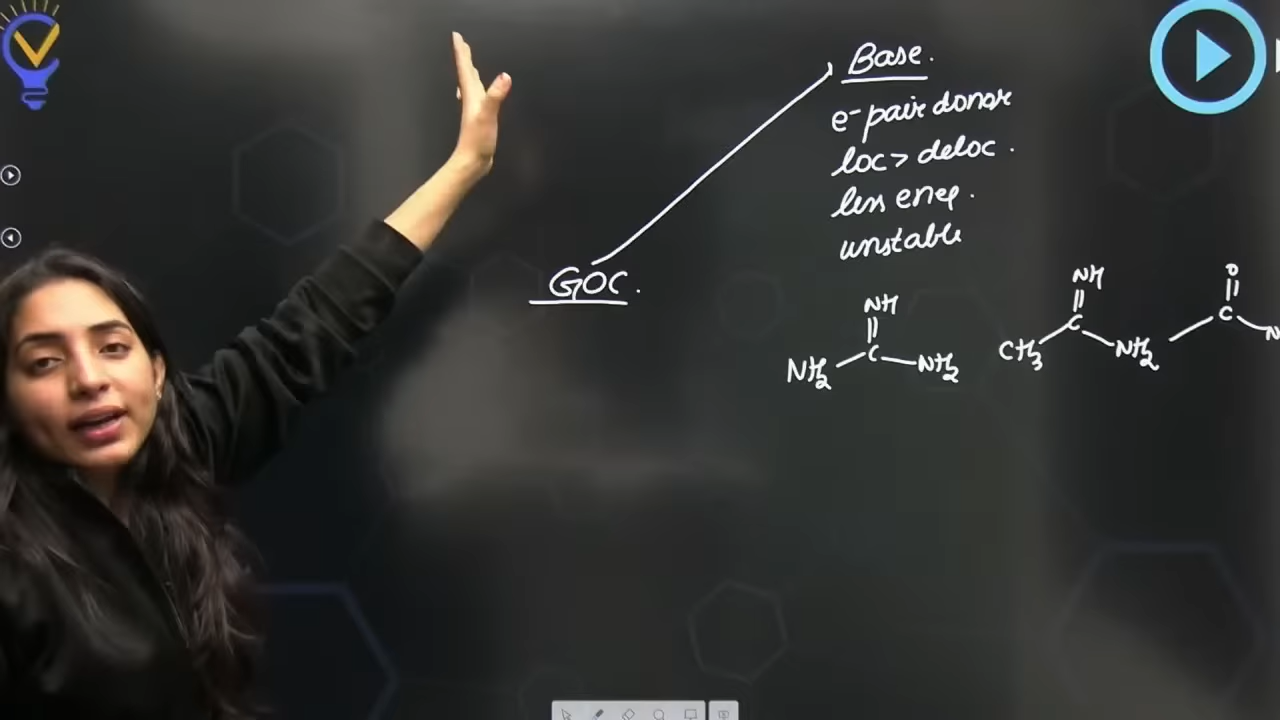 Base.
e⁻ pair donor
loc > deloc.
less eneg.
unstable
GOC.
NH
||
C
NH₂ NH₂
NH
||
C
CH₃ NH₂
O
||
C
N